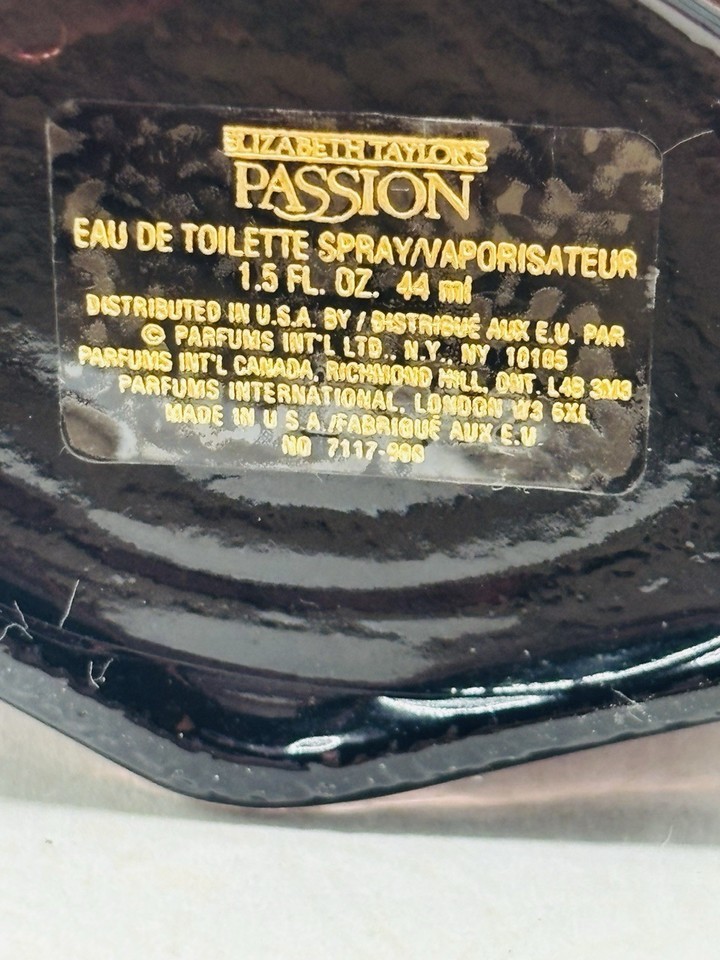 ELIZABETH TAYLOR'S
PASSION
EAU DE TOILETTE SPRAY/VAPORISATEUR
1.5 FL. OZ. 44 ml
DISTRIBUTED IN U.S.A. BY / DISTRIBUÉ AUX E.U. PAR
© PARFUMS INT'L LTD., N.Y., NY 10105
PARFUMS INT'L CANADA, RICHMOND HILL, ONT. L4B
PARFUMS INTERNATIONAL, LONDON W3 6XL
MADE IN U S A./FABRIQUÉ AUX E.U
NO